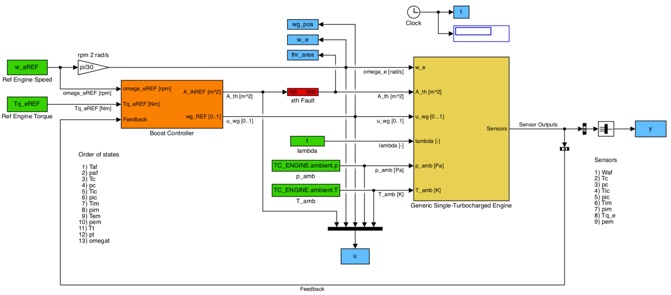 wg_pos
w_e
thr_area
Clock
t
w_eREF
Ref Engine Speed
rpm 2 rad/s
pi/30
omega_eREF [rpm]
Tq_eREF
Ref Engine Torque
Tq_eREF [Nm]
omega_eREF [rpm]
Tq_eREF [Nm]
Feedback
A_thREF [m^2]
wg_REF [0..1]
Boost Controller
A_th [m^2]
u_wg [0..1]
xth Fault
omega_e [rad/s]
A_th [m^2]
u_wg [0..1]
1
lambda
lambda [-]
TC_ENGINE.ambient.p
p_amb
p_amb [Pa]
TC_ENGINE.ambient.T
T_amb
T_amb [K]
w_e
A_th [m^2]
u_wg [0..1]
lambda [-]
p_amb [Pa]
T_amb [K]
Sensors
Generic Single-Turbocharged Engine
Sensor Outputs
y
u
Feedback
Order of states
1) Taf
2) paf
3) Tc
4) pc
5) Tic
6) pic
7) Tim
8) pim
9) Tem
10) pem
11) Tt
12) pt
13) omegat
Sensors
1) Waf
2) Tc
3) pc
4) Tic
5) pic
6) Tim
7) pim
8) Tq_e
9) pem